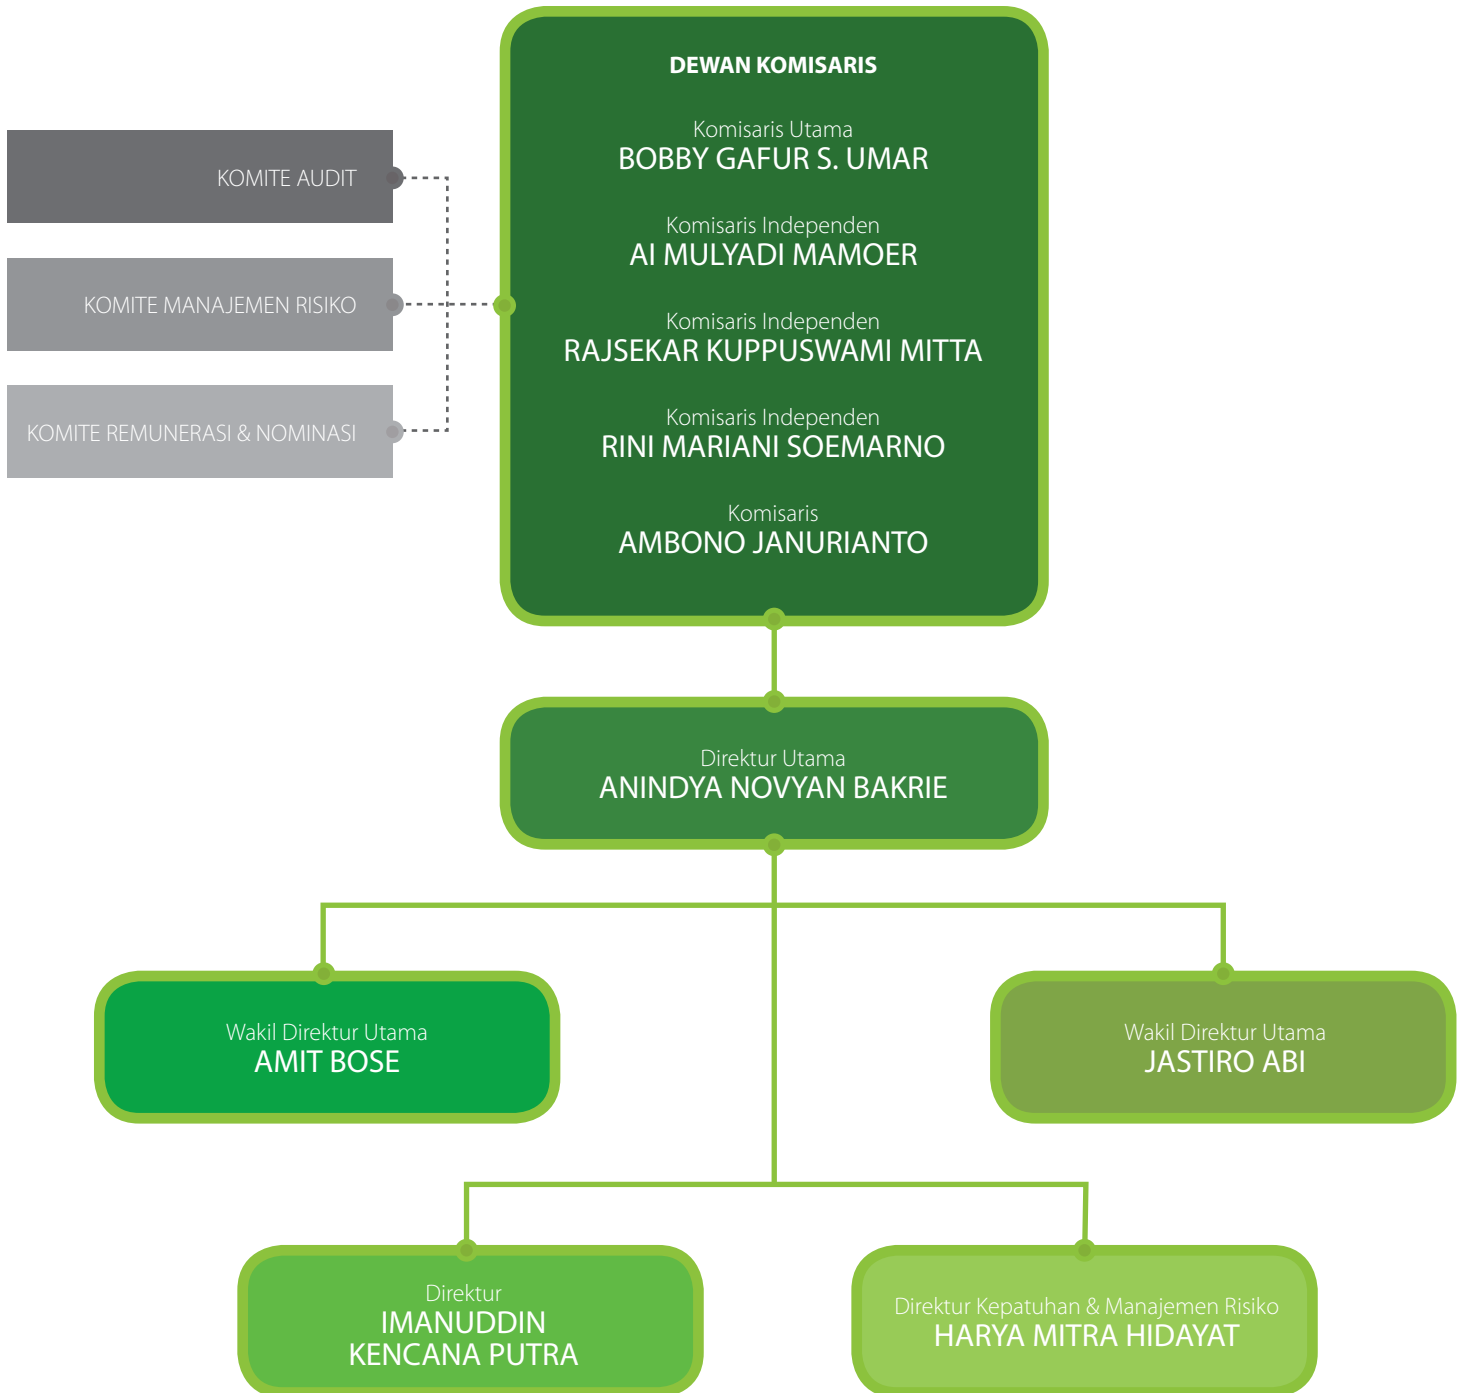 DEWAN KOMISARIS
Komisaris Utama
BOBBY GAFUR S. UMAR
Komisaris Independen
AI MULYADI MAMOER
Komisaris Independen
RAJSEKAR KUPPUSWAMI MITTA
Komisaris Independen
RINI MARIANI SOEMARNO
Komisaris
AMBONO JANURIANTO
KOMITE AUDIT
KOMITE MANAJEMEN RISIKO
KOMITE REMUNERASI & NOMINASI
Direktur Utama
ANINDYA NOVYAN BAKRIE
Wakil Direktur Utama
AMIT BOSE
Wakil Direktur Utama
JASTIRO ABI
Direktur
IMANUDDIN
KENCANA PUTRA
Direktur Kepatuhan & Manajemen Risiko
HARYA MITRA HIDAYAT